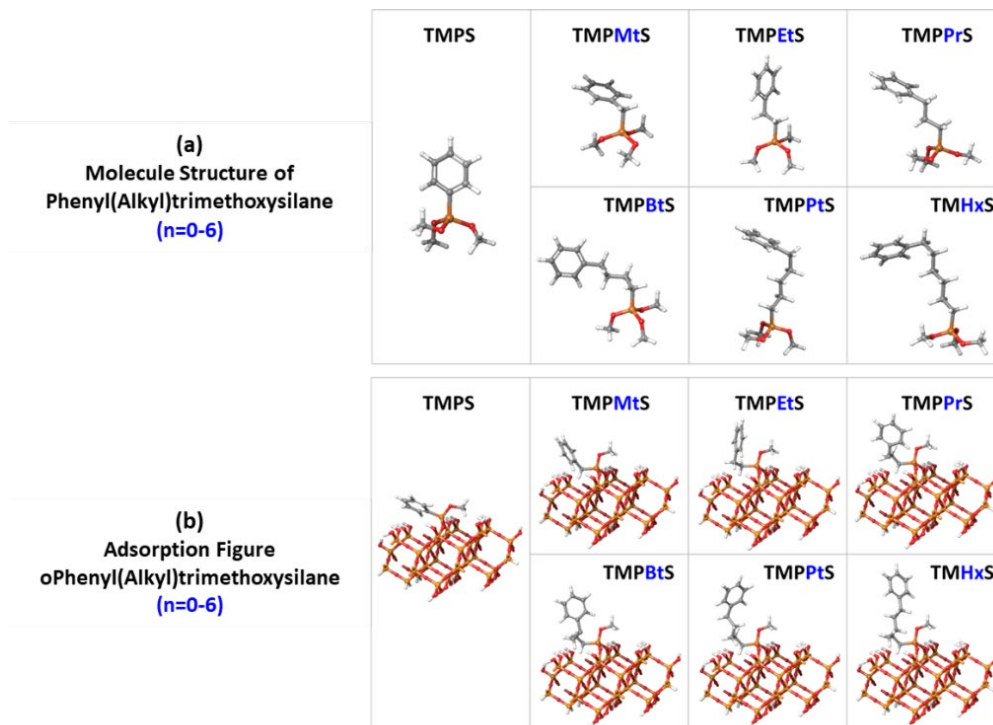 (a)
Molecule Structure of
Phenyl(Alkyl)trimethoxysilane
(n=0-6)
TMPS
TMPMtS
TMPEtS
TMPPrS
TMPBtS
TMPPtS
TMHxS
(b)
Adsorption Figure
oPhenyl(Alkyl)trimethoxysilane
(n=0-6)
TMPS
TMPMtS
TMPEtS
TMPPrS
TMPBtS
TMPPtS
TMHxS